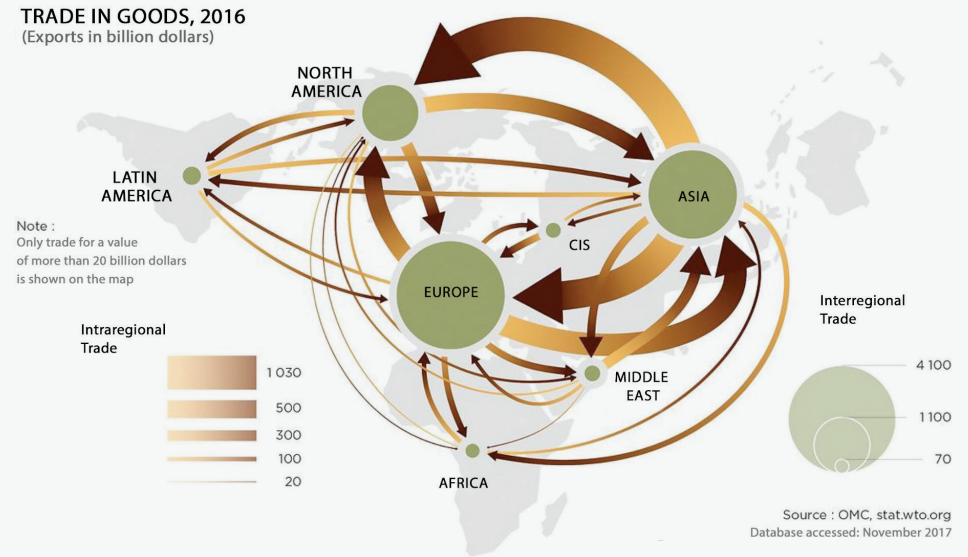 TRADE IN GOODS, 2016
(Exports in billion dollars)
NORTH
AMERICA
LATIN
AMERICA
ASIA
CIS
EUROPE
MIDDLE
EAST
AFRICA
Note :
Only trade for a value
of more than 20 billion dollars
is shown on the map
Intraregional
Trade
1 030
500
300
100
20
Interregional
Trade
4 100
1 100
70
Source : OMC, stat.wto.org
Database accessed: November 2017